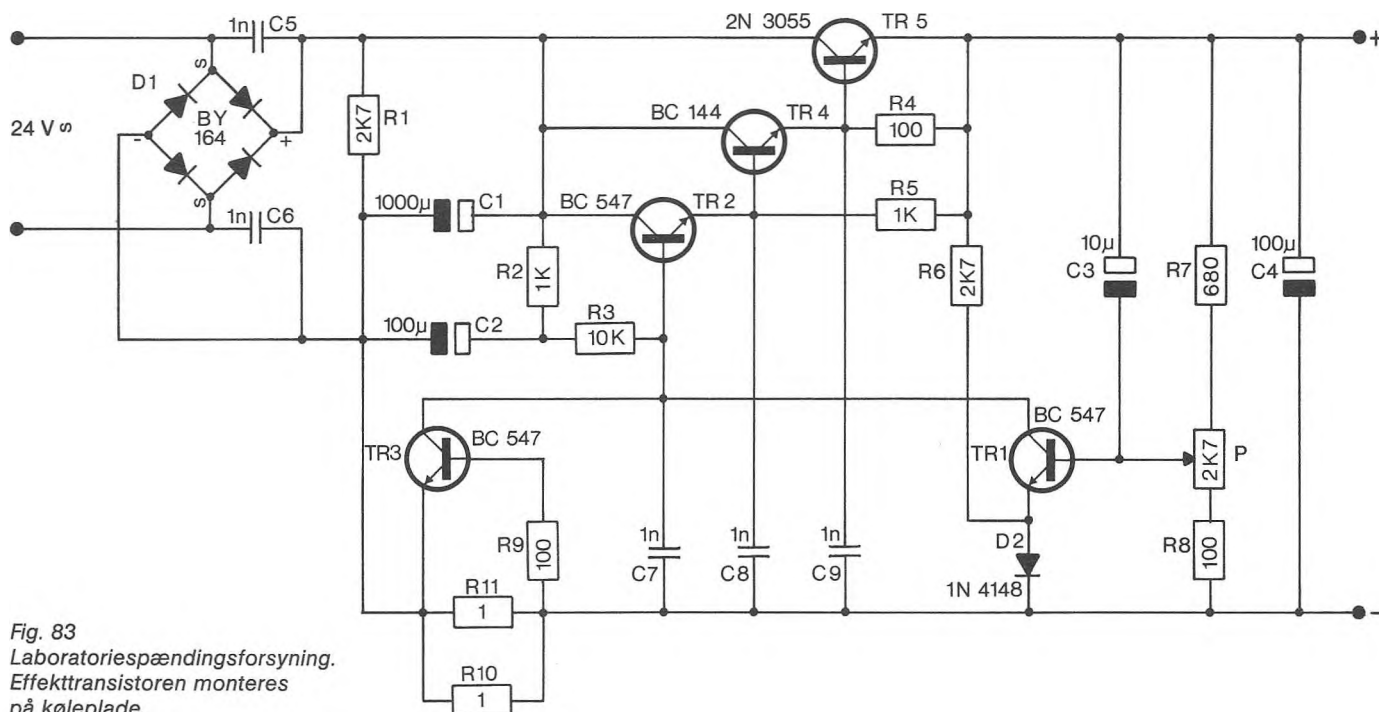 1n C5
2N 3055 TR 5
+
D1
S
BY
164
-
+
S
24 V s
2K7 R1
BC 144 TR 4
R4
100
1000µ C1
BC 547 TR 2
R5
1K
1n
C6
R2 1K
R6 2K7
10µ
C3
R7 680
100µ
C4
100µ C2
R3
10K
BC 547
TR3
BC 547
TR1
2K7 P
R9 100
1n
C7
1n
C8
1n
C9
D2
1N 4148
R8 100
R11
1
-
R10
1
Fig. 83
Laboratoriespændingsforsyning.
Effekttransistoren monteres
på køleplade